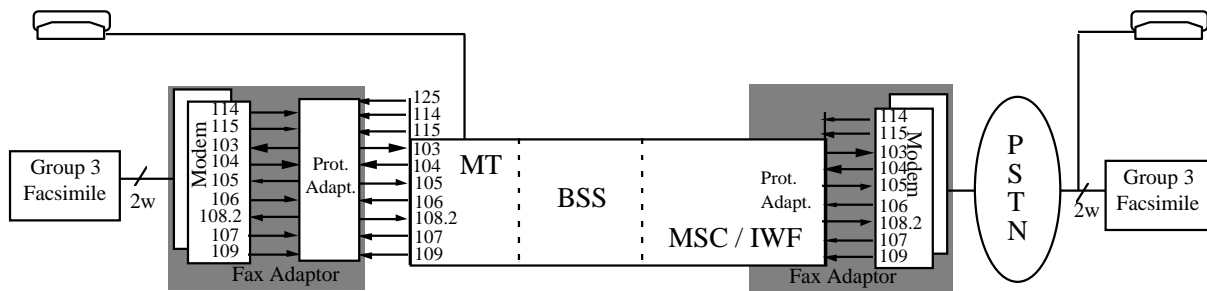 Group 3
Facsimile
2w
Modem
114
115
103
104
105
106
108.2
107
109
Prot.
Adapt.
Fax Adaptor
125
114
115
103
104
105
106
108.2
107
109
MT
BSS
MSC / IWF
Prot.
Adapt.
Fax Adaptor
114
115
103
104
105
106
108.2
107
109
Modem
P
S
T
N
2w
Group 3
Facsimile